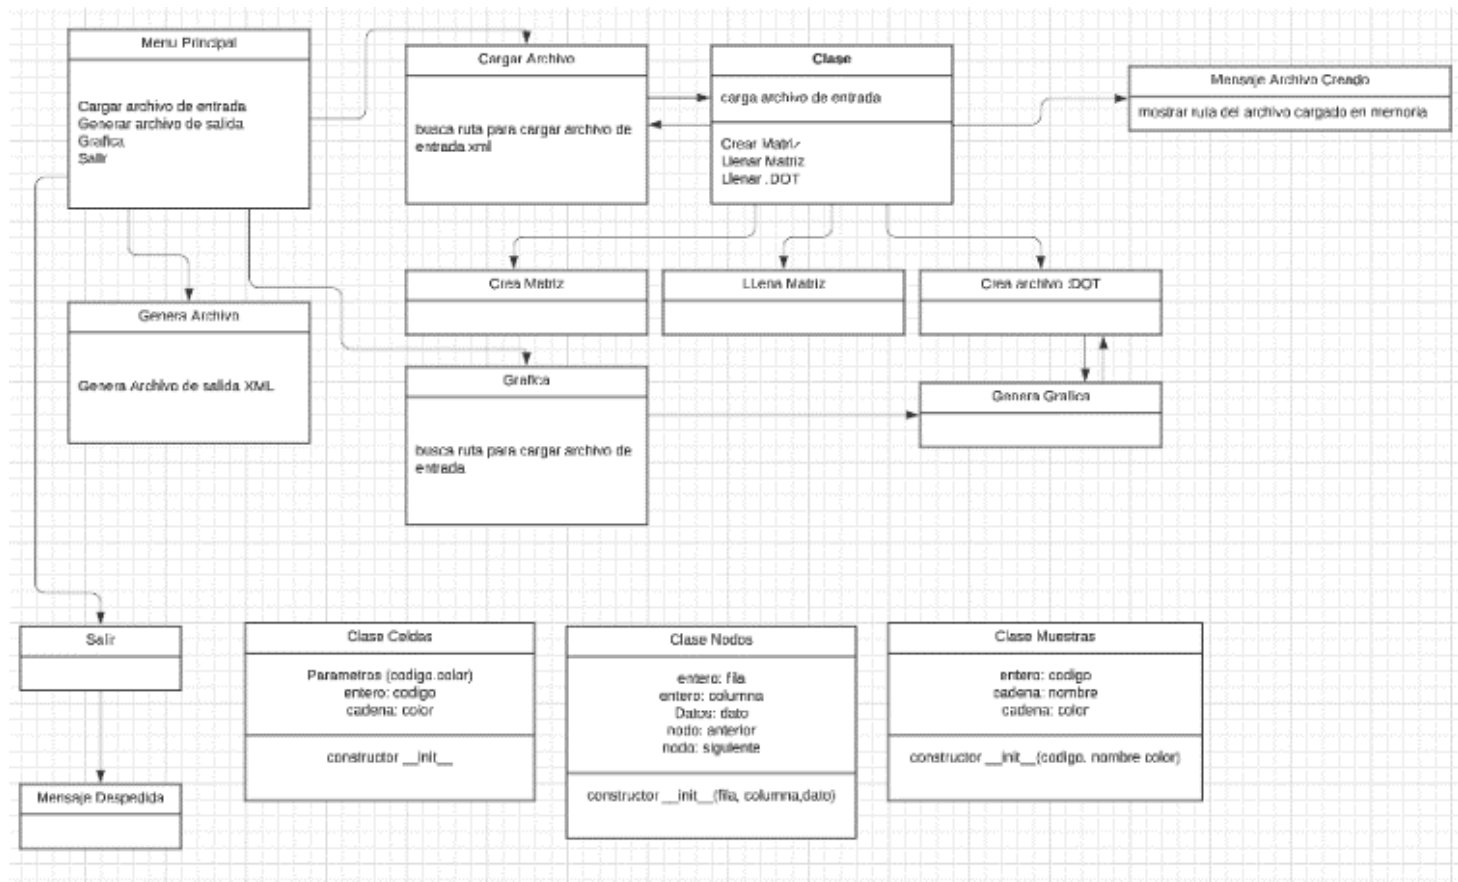 Menu Principal
Cargar archivo de entrada
Generar archivo de salida
Grafica
Salir
Cargar Archivo
busca ruta para cargar archivo de
entrada xml
Clase
carga archivo de entrada
Crear Matriz
Llenar Matriz
Llenar .DOT
Mensaje Archivo Creado
mostrar ruta del archivo cargado en memoria
Crea Matriz
LLena Matriz
Crea archivo :DOT
Genera Archivo
Genera Archivo de salida XML
Grafica
busca ruta para cargar archivo de
entrada
Genera Grafica
Salir
Mensaje Despedida
Clase Celdas
Parametros (codigo.color)
entero: codigo
cadena: color
constructor __init__
Clase Nodos
entero: fila
entero: columna
Datos: dato
nodo: anterior
nodo: siguiente
constructor __init__(fila, columna,dato)
Clase Muestras
entero: codigo
cadena: nombre
cadena: color
constructor __init__(codigo, nombre color)